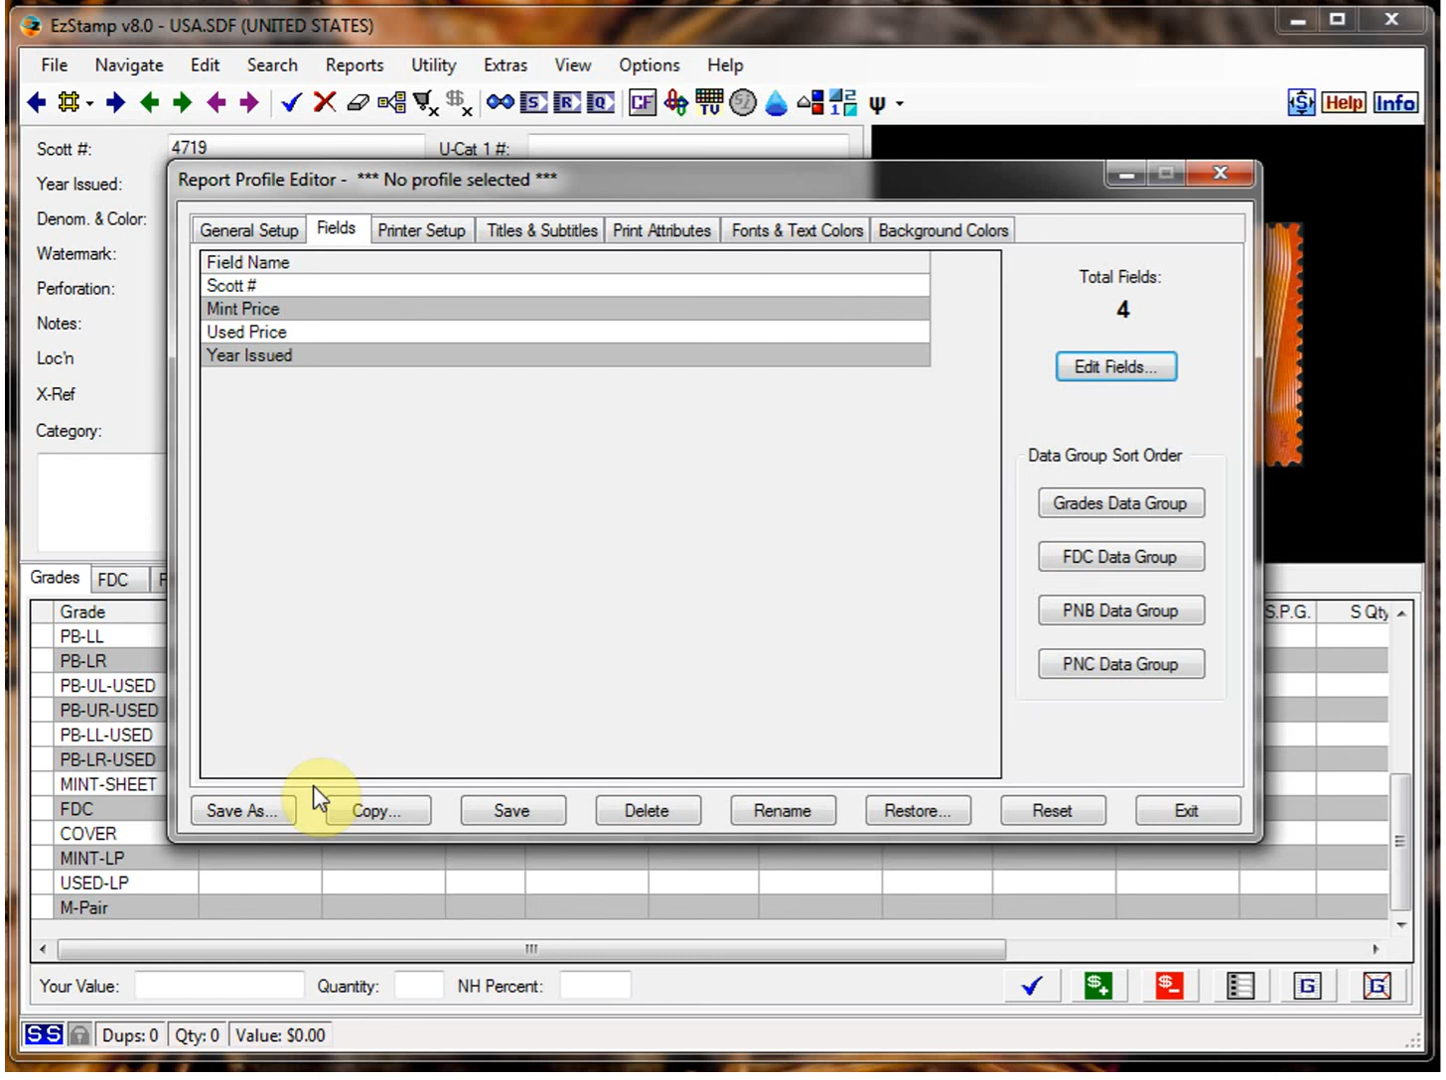 EzStamp v8.0 - USA.SDF (UNITED STATES)
File Navigate Edit Search Reports Utility Extras View Options Help
S R Q CF TV Help Info
Scott #: 4719 U-Cat 1 #:
Year Issued:
Denom. & Color:
Watermark:
Perforation:
Notes:
Loc'n
X-Ref
Category:
Report Profile Editor - *** No profile selected ***
General Setup Fields Printer Setup Titles & Subtitles Print Attributes Fonts & Text Colors Background Colors
Field Name
Scott #
Mint Price
Used Price
Year Issued
Total Fields:
4
Edit Fields...
Data Group Sort Order
Grades Data Group
FDC Data Group
PNB Data Group
PNC Data Group
Save As... Copy... Save Delete Rename Restore... Reset Exit
Grades FDC
Grade S.P.G. S Qty
PB-LL
PB-LR
PB-UL-USED
PB-UR-USED
PB-LL-USED
PB-LR-USED
MINT-SHEET
FDC
COVER
MINT-LP
USED-LP
M-Pair
Your Value: Quantity: NH Percent: $+ $- G G
SS Dups: 0 Qty: 0 Value: $0.00